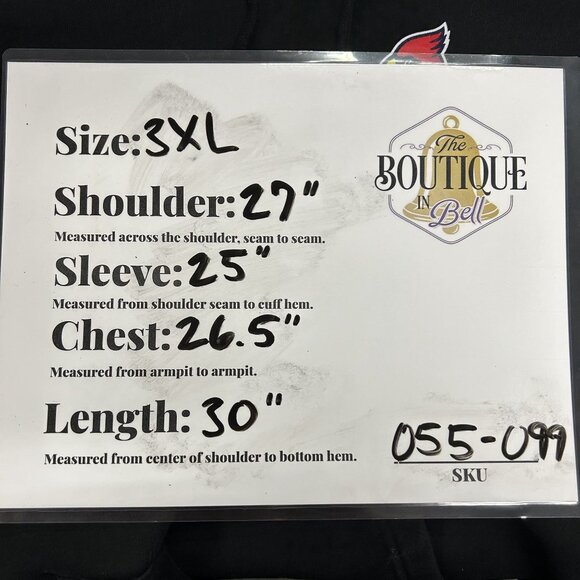 Size: 3XL
The
BOUTIQUE
IN
Bell
Shoulder: 27"
Measured across the shoulder, seam to seam.
Sleeve: 25"
Measured from shoulder seam to cuff hem.
Chest: 26.5"
Measured from armpit to armpit.
Length: 30"
Measured from center of shoulder to bottom hem.
055-099
SKU